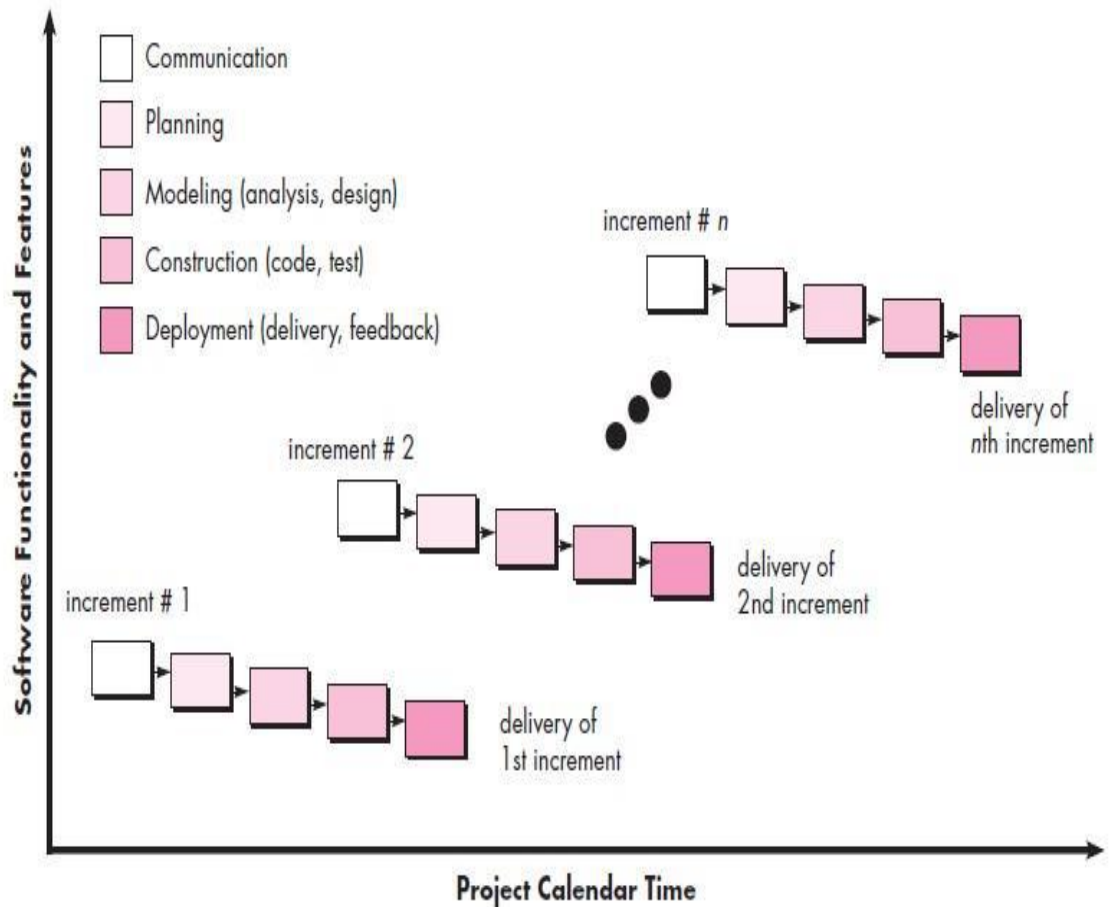 Communication
Planning
Modeling (analysis, design)
Construction (code, test)
Deployment (delivery, feedback)
Software Functionality and Features
increment # n
delivery of
nth increment
increment # 2
delivery of
2nd increment
increment # 1
delivery of
1st increment
Project Calendar Time